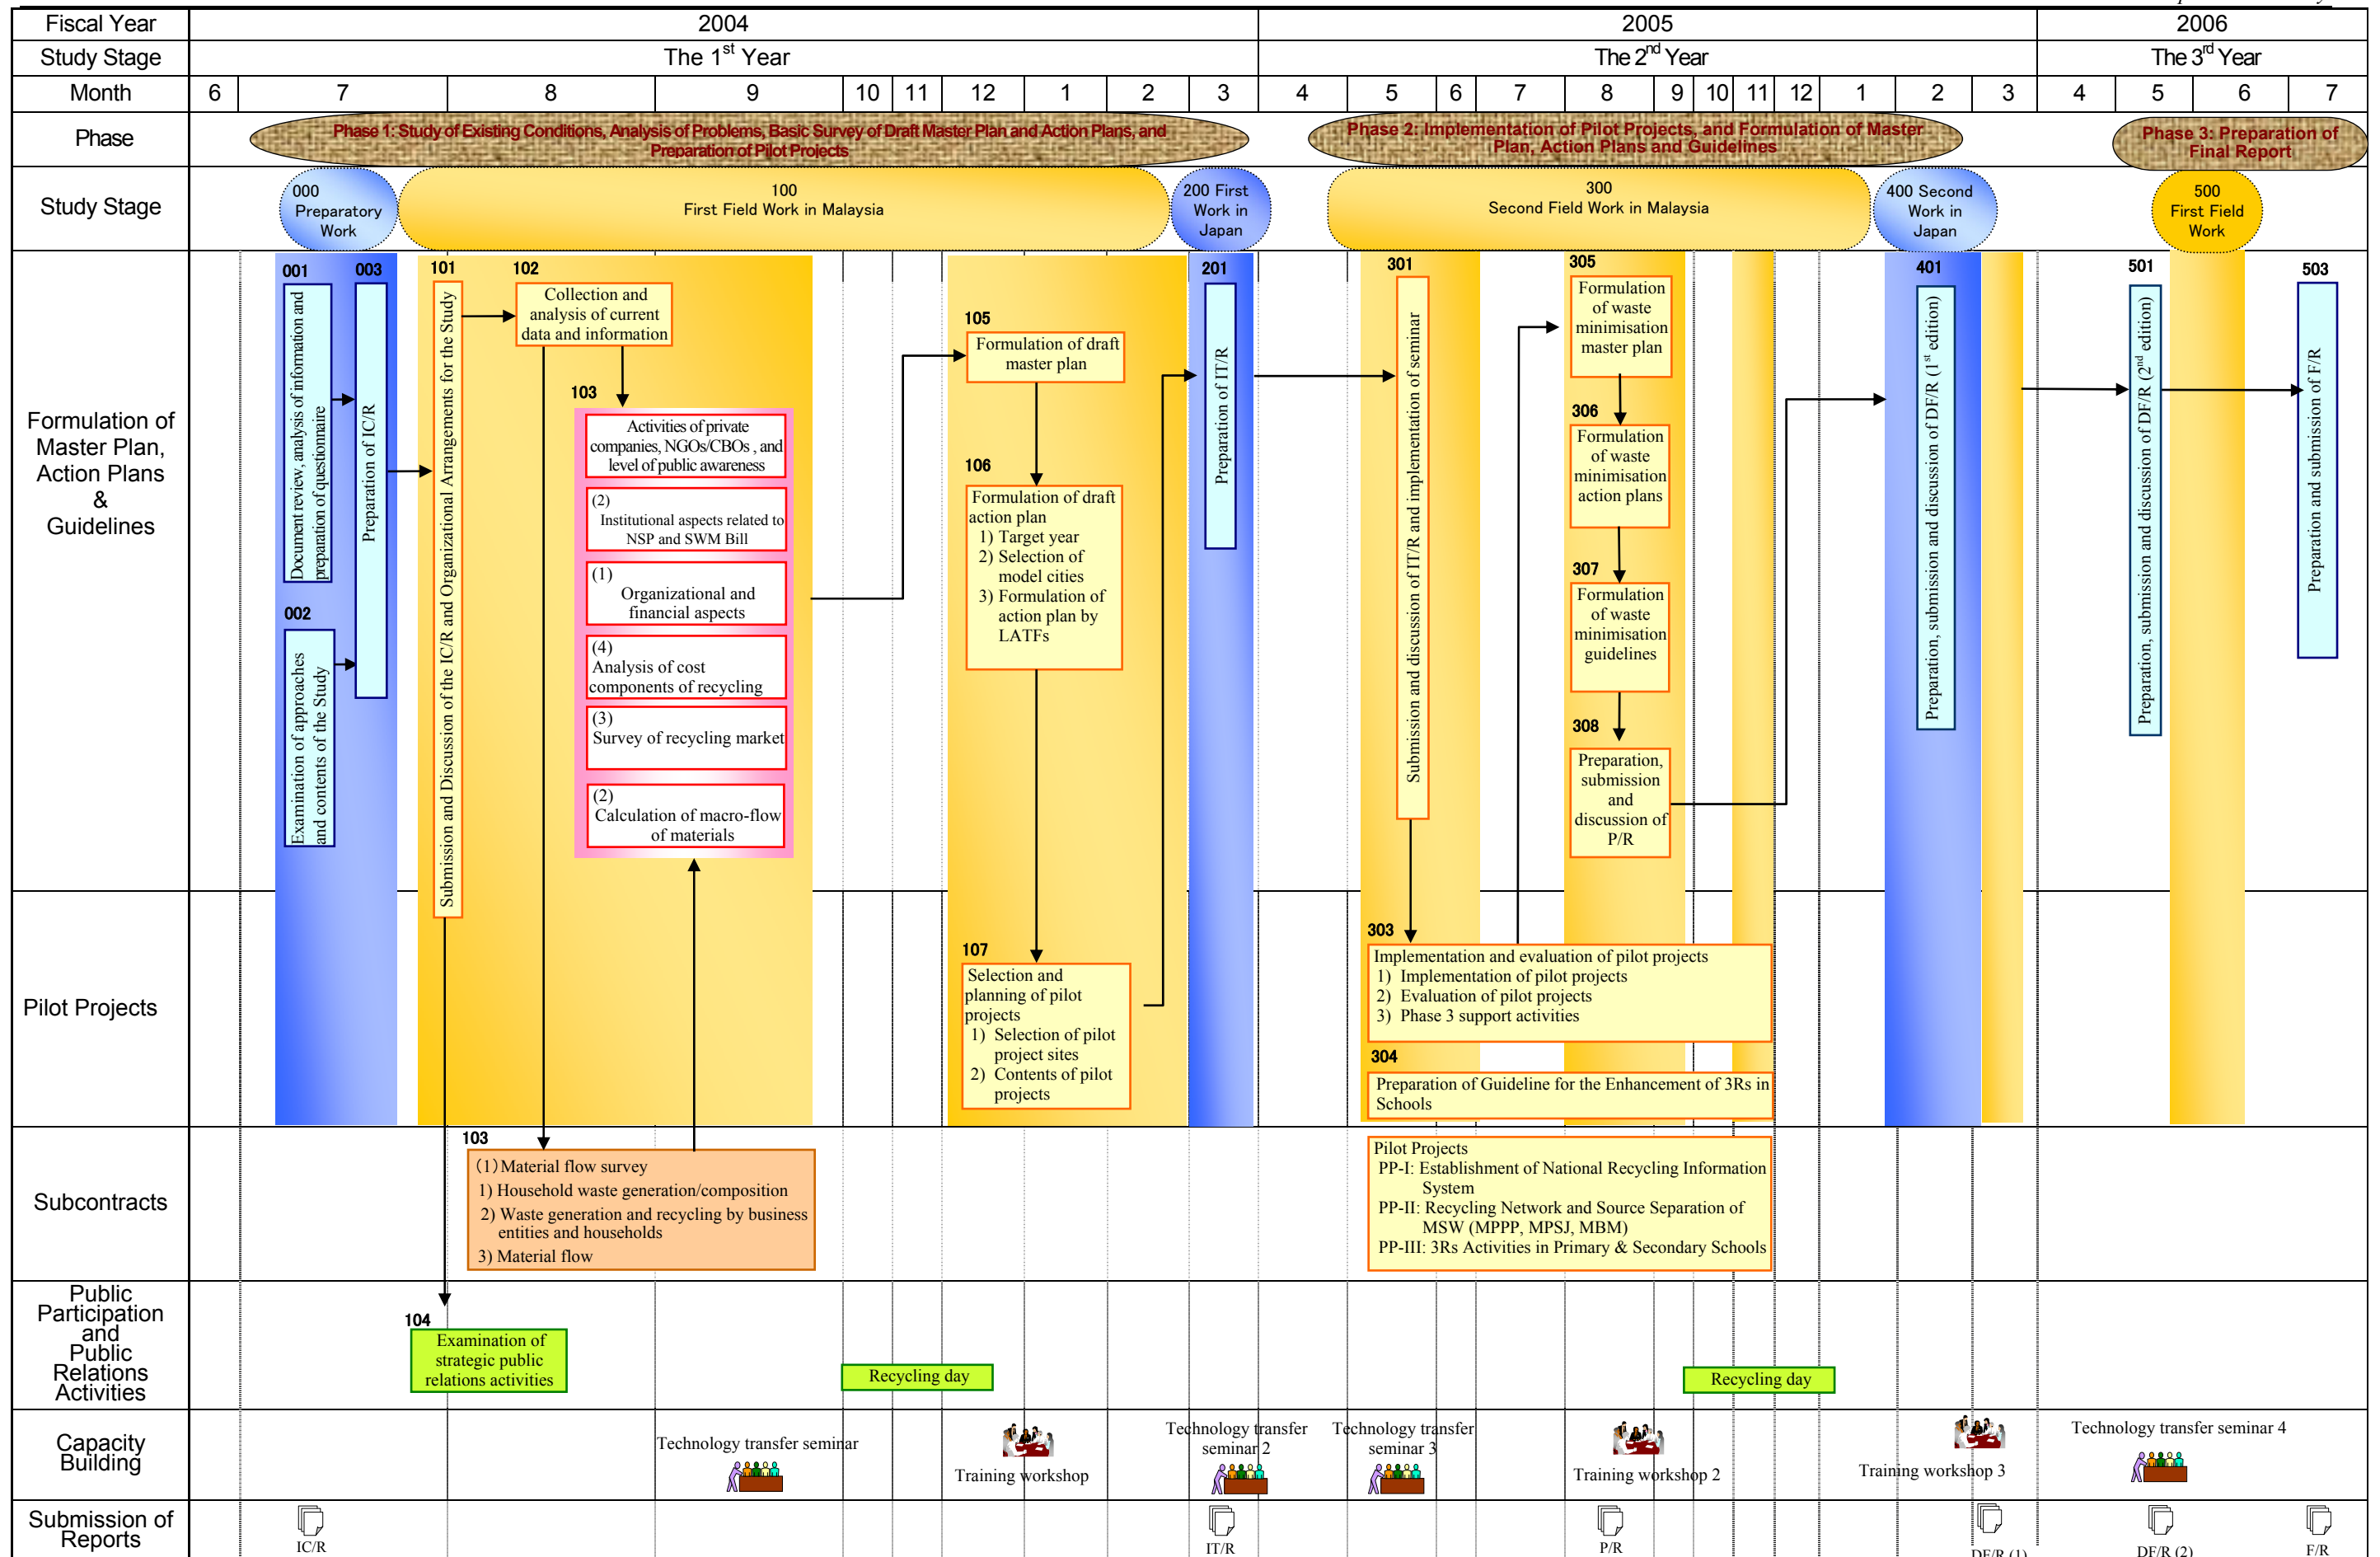 Fiscal Year
2004
2005
2006
Study Stage
The 1st Year
The 2nd Year
The 3rd Year
Month
6 7 8 9 10 11 12 1 2 3 4 5 6 7 8 9 10 11 12 1 2 3 4 5 6 7
Phase
Phase 1: Study of Existing Conditions, Analysis of Problems, Basic Survey of Draft Master Plan and Action Plans, and
Preparation of Pilot Projects
Phase 2: Implementation of Pilot Projects, and Formulation of Master
Plan, Action Plans and Guidelines
Phase 3: Preparation of
Final Report
Study Stage
000
Preparatory
Work
100
First Field Work in Malaysia
200 First
Work in
Japan
300
Second Field Work in Malaysia
400 Second
Work in
Japan
500
First Field
Work
Formulation of
Master Plan,
Action Plans
&
Guidelines
001
Document review, analysis of information and
preparation of questionnaire
002
Examination of approaches
and contents of the Study
003
Preparation of IC/R
101
Submission and Discussion of the IC/R and Organizational Arrangements for the Study
102
Collection and
analysis of current
data and information
103
Activities of private
companies, NGOs/CBOs , and
level of public awareness
(2)
Institutional aspects related to
NSP and SWM Bill
(1)
Organizational and
financial aspects
(4)
Analysis of cost
components of recycling
(3)
Survey of recycling market
(2)
Calculation of macro-flow
of materials
105
Formulation of draft
master plan
106
Formulation of draft
action plan
1) Target year
2) Selection of
model cities
3) Formulation of
action plan by
LATFs
201
Preparation of IT/R
301
Submission and discussion of IT/R and implementation of seminar
305
Formulation
of waste
minimisation
master plan
306
Formulation
of waste
minimisation
action plans
307
Formulation
of waste
minimisation
guidelines
308
Preparation,
submission
and
discussion of
P/R
401
Preparation, submission and discussion of DF/R (1st edition)
501
Preparation, submission and discussion of DF/R (2nd edition)
503
Preparation and submission of F/R
Pilot Projects
107
Selection and
planning of pilot
projects
1) Selection of pilot
project sites
2) Contents of pilot
projects
303
Implementation and evaluation of pilot projects
1) Implementation of pilot projects
2) Evaluation of pilot projects
3) Phase 3 support activities
304
Preparation of Guideline for the Enhancement of 3Rs in
Schools
Subcontracts
103
(1)Material flow survey
1) Household waste generation/composition
2) Waste generation and recycling by business
entities and households
3) Material flow
Pilot Projects
PP-I: Establishment of National Recycling Information
System
PP-II: Recycling Network and Source Separation of
MSW (MPPP, MPSJ, MBM)
PP-III: 3Rs Activities in Primary & Secondary Schools
Public
Participation
and
Public
Relations
Activities
104
Examination of
strategic public
relations activities
Recycling day
Recycling day
Capacity
Building
Technology transfer seminar
Training workshop
Technology transfer
seminar 2
Technology transfer
seminar 3
Training workshop 2
Training workshop 3
Technology transfer seminar 4
Submission of
Reports
IC/R
IT/R
P/R
DF/R (1)
DF/R (2)
F/R